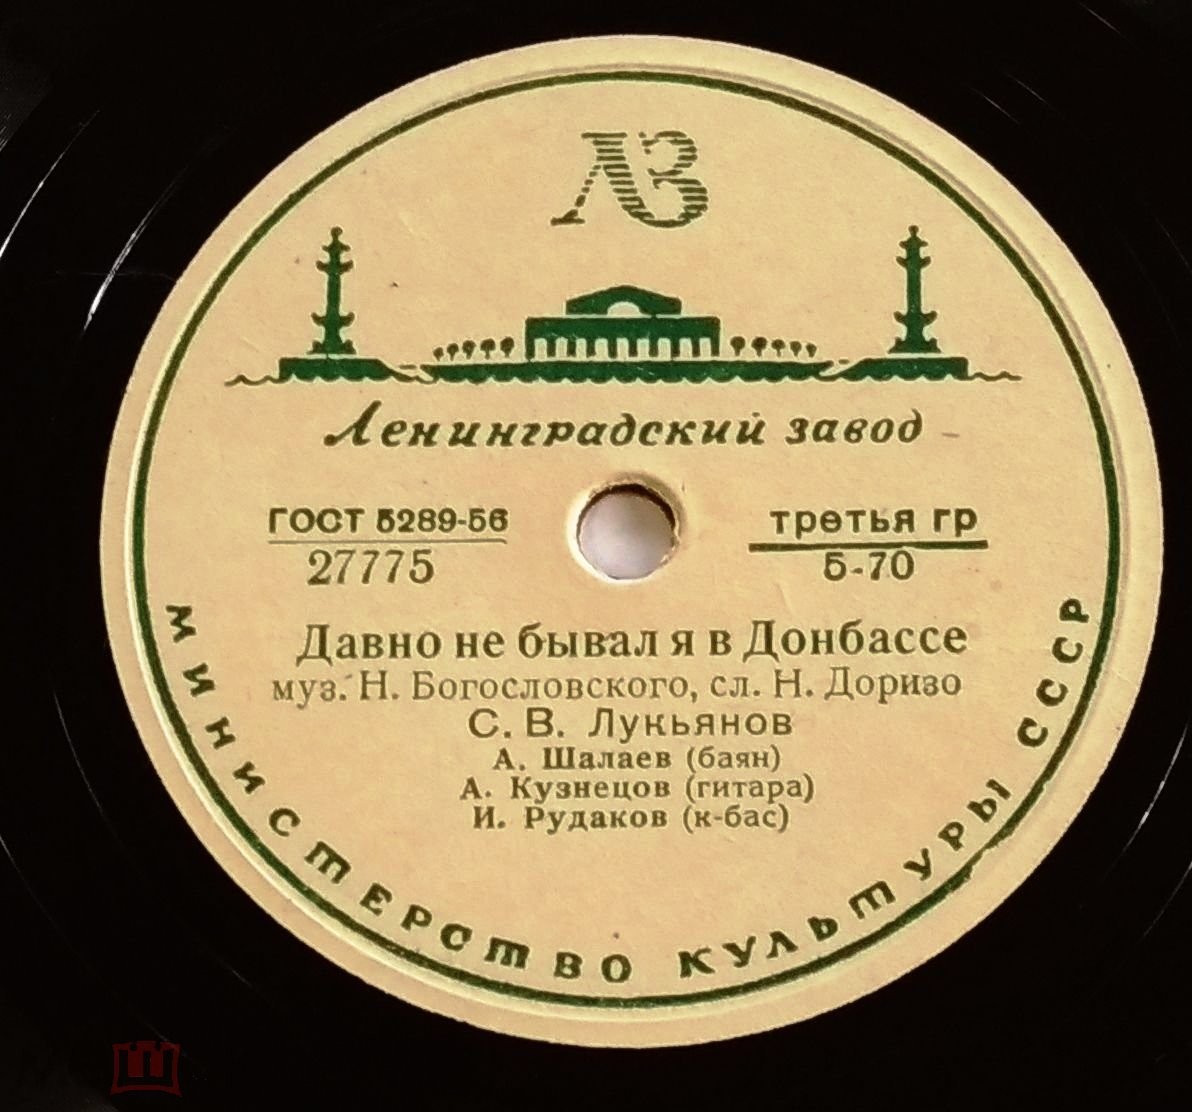 ЛЗ
Ленинградский завод
ГОСТ 5289-56
27775
третья гр
Б-70
Давно не бывал я в Донбассе
муз. Н. Богословского, сл. Н. Доризо
С. В. Лукьянов
А. Шалаев (баян)
А. Кузнецов (гитара)
И. Рудаков (к-бас)
МИНИСТЕРСТВО КУЛЬТУРЫ СССР